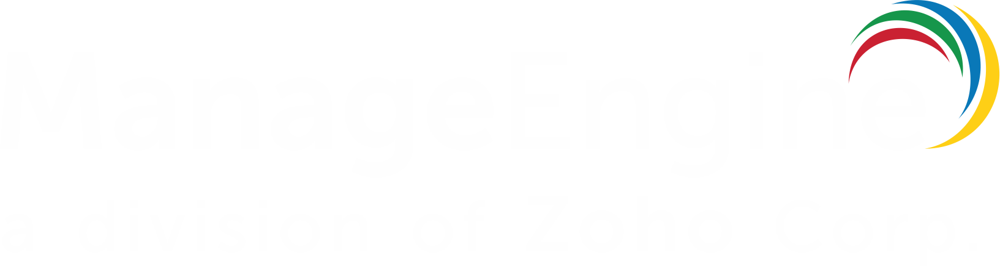 ManageEngine
a division of Zoho Corp.